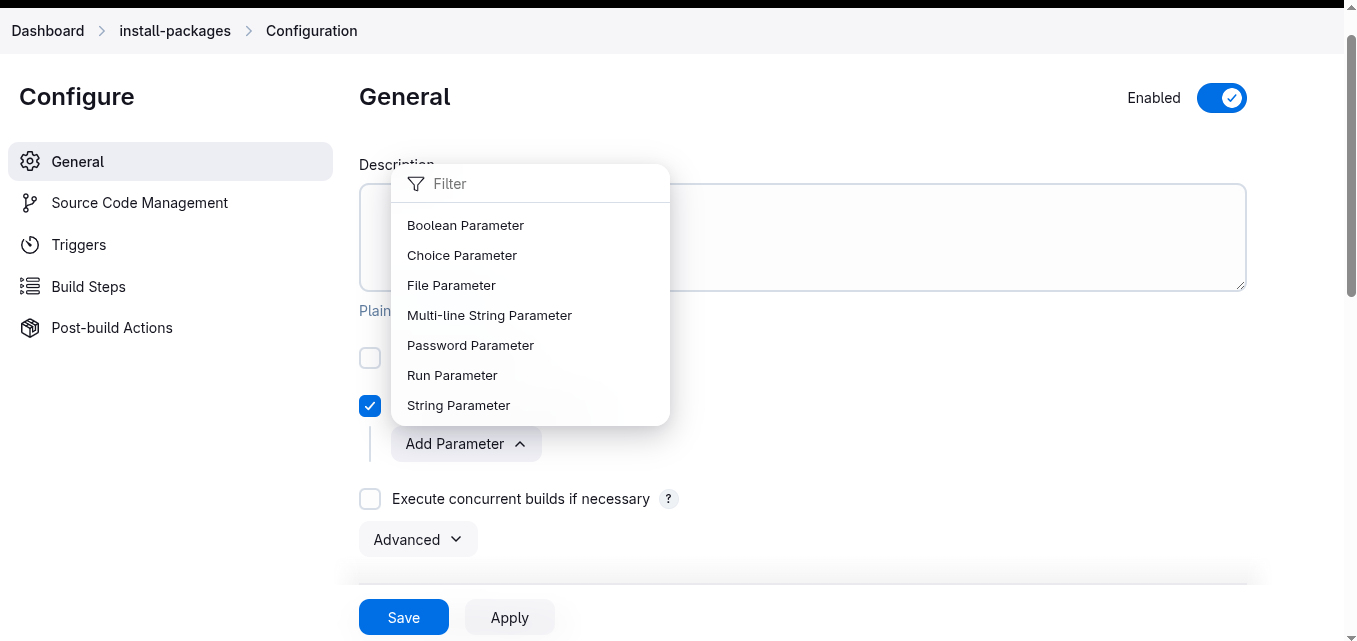 Dashboard > install-packages > Configuration
Configure
General
Source Code Management
Triggers
Build Steps
Post-build Actions
General
Enabled
Description
Plain
Filter
Boolean Parameter
Choice Parameter
File Parameter
Multi-line String Parameter
Password Parameter
Run Parameter
String Parameter
Add Parameter
Execute concurrent builds if necessary ?
Advanced
Save
Apply